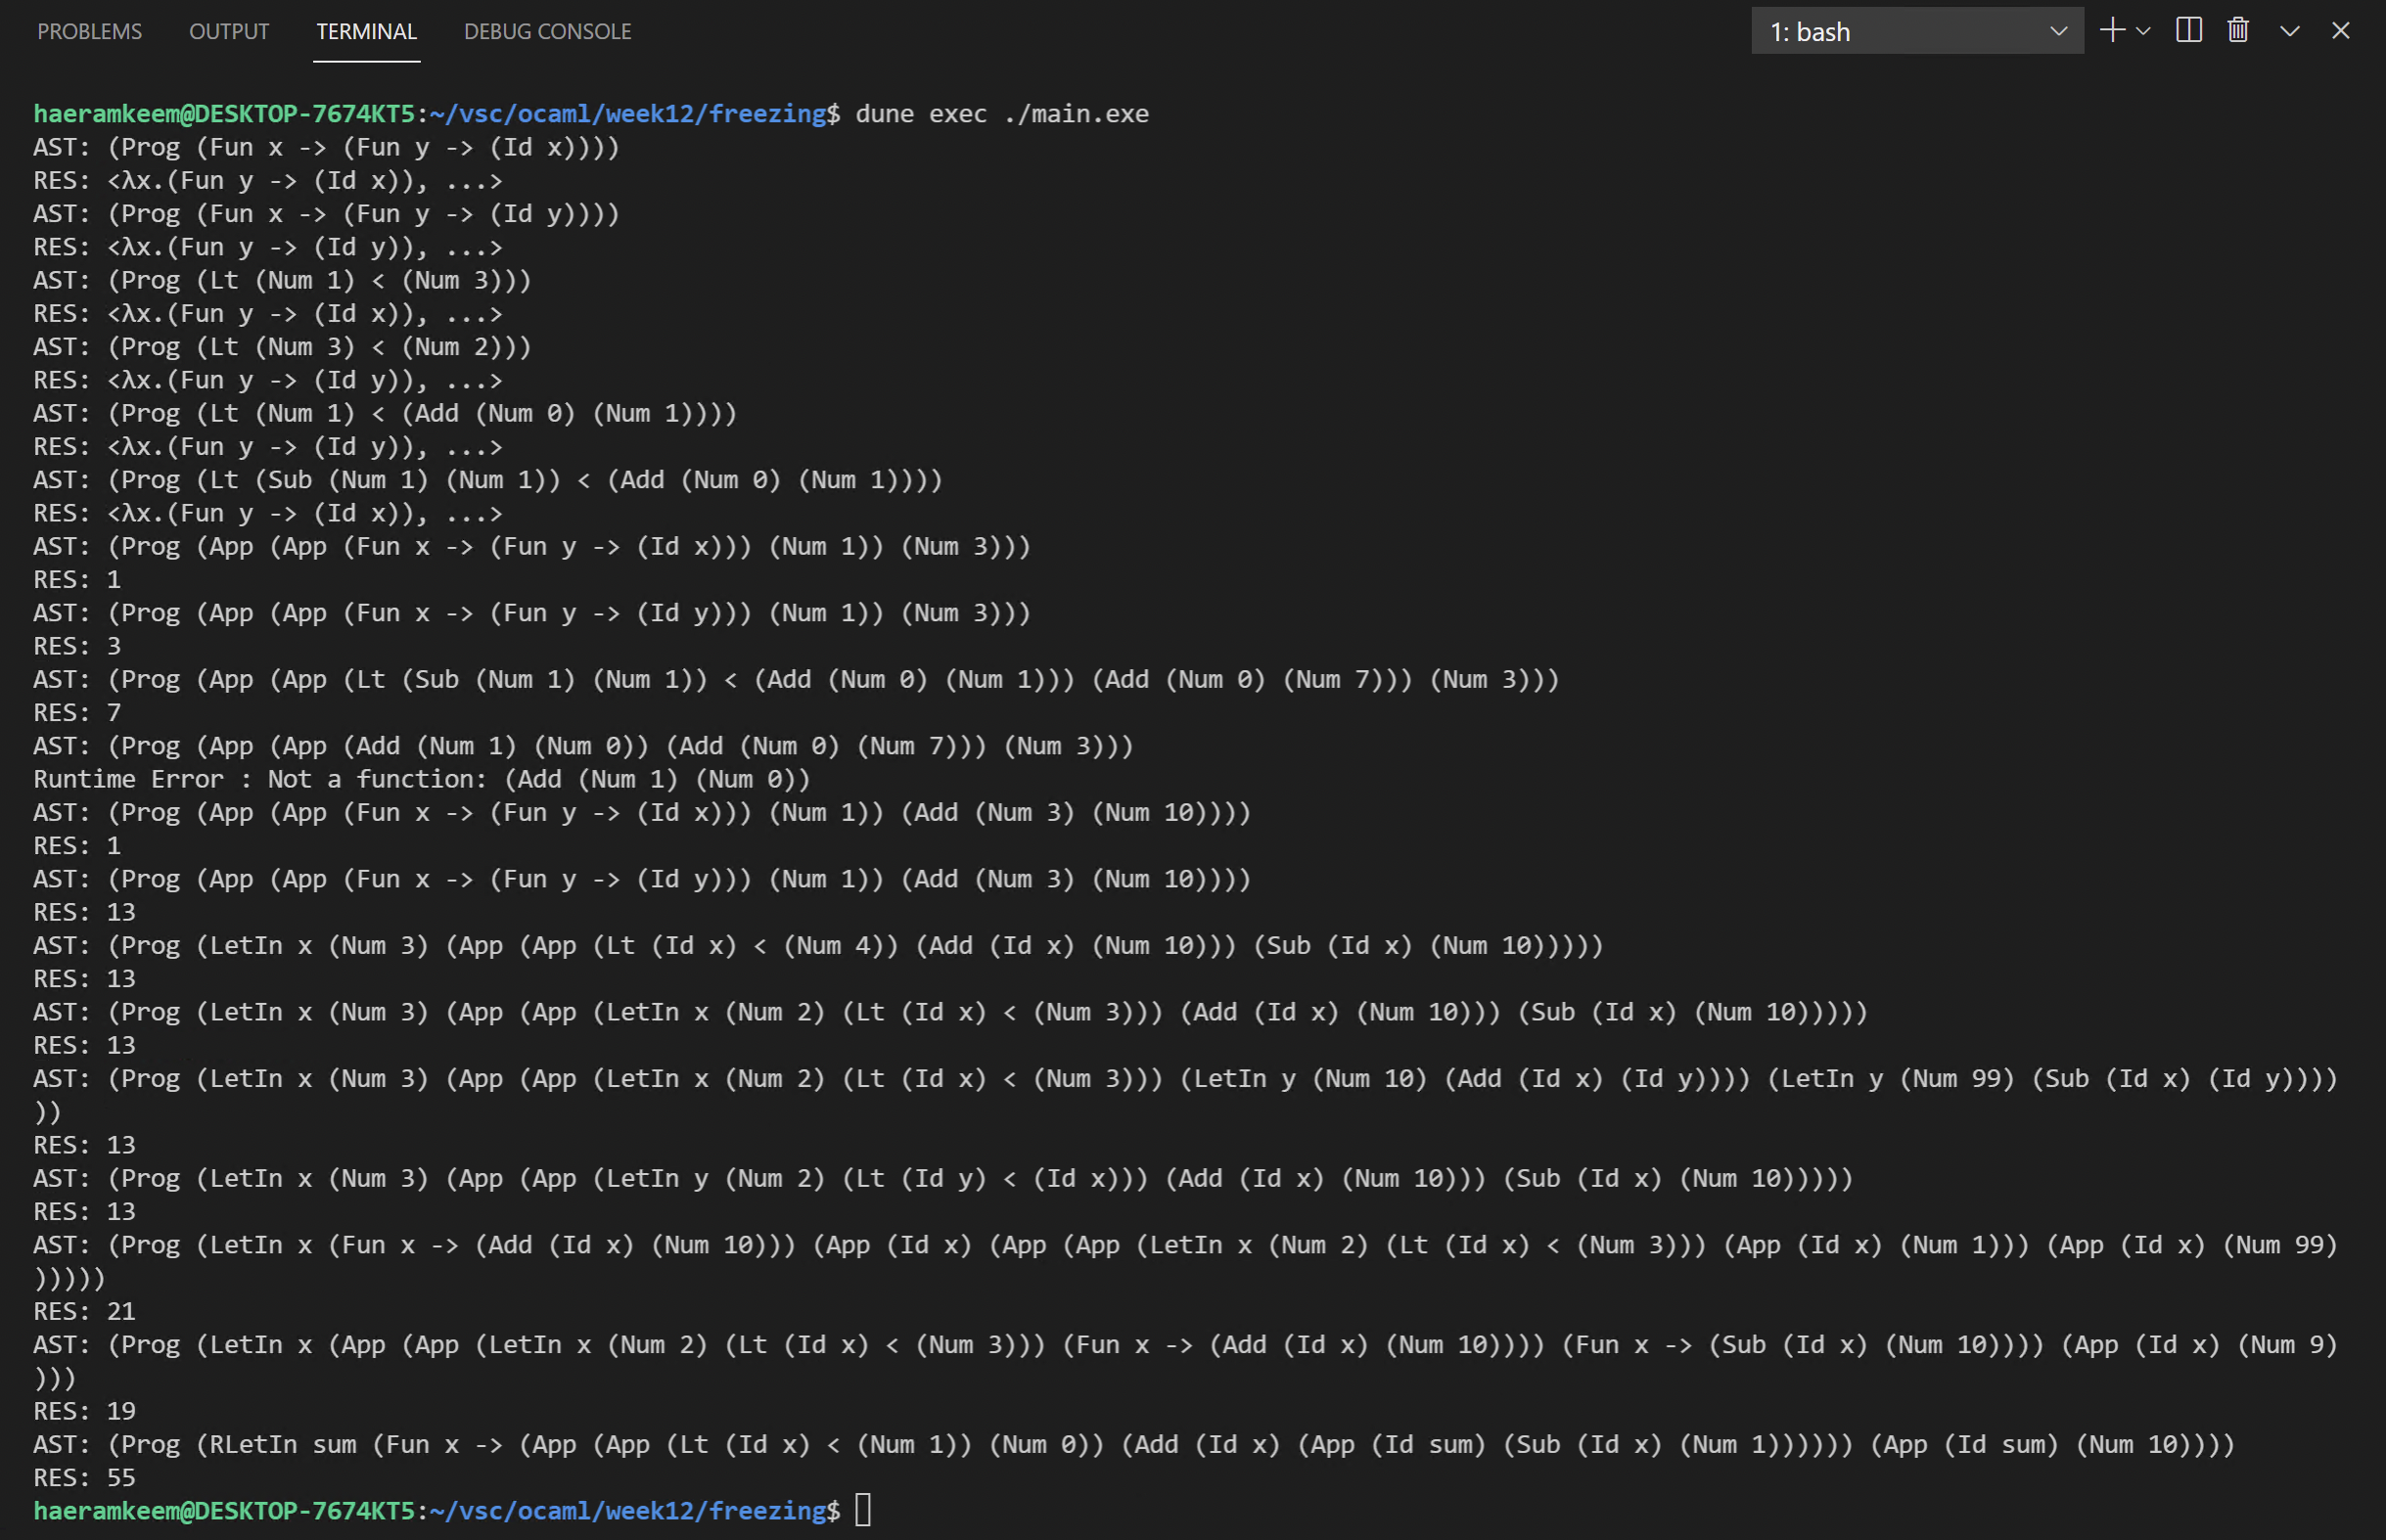 PROBLEMS OUTPUT TERMINAL DEBUG CONSOLE 1: bash
haeramkeem@DESKTOP-7674KT5:~/vsc/ocaml/week12/freezing$ dune exec ./main.exe
AST: (Prog (Fun x -> (Fun y -> (Id x))))
RES: <λx.(Fun y -> (Id x)), ...>
AST: (Prog (Fun x -> (Fun y -> (Id y))))
RES: <λx.(Fun y -> (Id y)), ...>
AST: (Prog (Lt (Num 1) < (Num 3)))
RES: <λx.(Fun y -> (Id x)), ...>
AST: (Prog (Lt (Num 3) < (Num 2)))
RES: <λx.(Fun y -> (Id y)), ...>
AST: (Prog (Lt (Num 1) < (Add (Num 0) (Num 1))))
RES: <λx.(Fun y -> (Id y)), ...>
AST: (Prog (Lt (Sub (Num 1) (Num 1)) < (Add (Num 0) (Num 1))))
RES: <λx.(Fun y -> (Id x)), ...>
AST: (Prog (App (App (Fun x -> (Fun y -> (Id x))) (Num 1)) (Num 3)))
RES: 1
AST: (Prog (App (App (Fun x -> (Fun y -> (Id y))) (Num 1)) (Num 3)))
RES: 3
AST: (Prog (App (App (Lt (Sub (Num 1) (Num 1)) < (Add (Num 0) (Num 1))) (Add (Num 0) (Num 7))) (Num 3)))
RES: 7
AST: (Prog (App (App (Add (Num 1) (Num 0)) (Add (Num 0) (Num 7))) (Num 3)))
Runtime Error : Not a function: (Add (Num 1) (Num 0))
AST: (Prog (App (App (Fun x -> (Fun y -> (Id x))) (Num 1)) (Add (Num 3) (Num 10))))
RES: 1
AST: (Prog (App (App (Fun x -> (Fun y -> (Id y))) (Num 1)) (Add (Num 3) (Num 10))))
RES: 13
AST: (Prog (LetIn x (Num 3) (App (App (Lt (Id x) < (Num 4)) (Add (Id x) (Num 10))) (Sub (Id x) (Num 10)))))
RES: 13
AST: (Prog (LetIn x (Num 3) (App (App (LetIn x (Num 2) (Lt (Id x) < (Num 3))) (Add (Id x) (Num 10))) (Sub (Id x) (Num 10)))))
RES: 13
AST: (Prog (LetIn x (Num 3) (App (App (LetIn x (Num 2) (Lt (Id x) < (Num 3))) (LetIn y (Num 10) (Add (Id x) (Id y)))) (LetIn y (Num 99) (Sub (Id x) (Id y))))
))
RES: 13
AST: (Prog (LetIn x (Num 3) (App (App (LetIn y (Num 2) (Lt (Id y) < (Id x))) (Add (Id x) (Num 10))) (Sub (Id x) (Num 10)))))
RES: 13
AST: (Prog (LetIn x (Fun x -> (Add (Id x) (Num 10))) (App (Id x) (App (App (LetIn x (Num 2) (Lt (Id x) < (Num 3))) (App (Id x) (Num 1))) (App (Id x) (Num 99)
)))))
RES: 21
AST: (Prog (LetIn x (App (App (LetIn x (Num 2) (Lt (Id x) < (Num 3))) (Fun x -> (Add (Id x) (Num 10)))) (Fun x -> (Sub (Id x) (Num 10)))) (App (Id x) (Num 9)
)))
RES: 19
AST: (Prog (RLetIn sum (Fun x -> (App (App (Lt (Id x) < (Num 1)) (Num 0)) (Add (Id x) (App (Id sum) (Sub (Id x) (Num 1)))))) (App (Id sum) (Num 10))))
RES: 55
haeramkeem@DESKTOP-7674KT5:~/vsc/ocaml/week12/freezing$